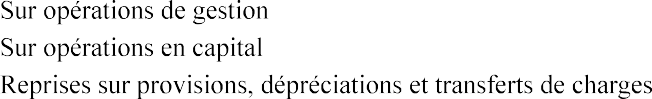 Sur opérations de gestion
Sur opérations en capital
Reprises sur provisions, dépréciations et transferts de charges